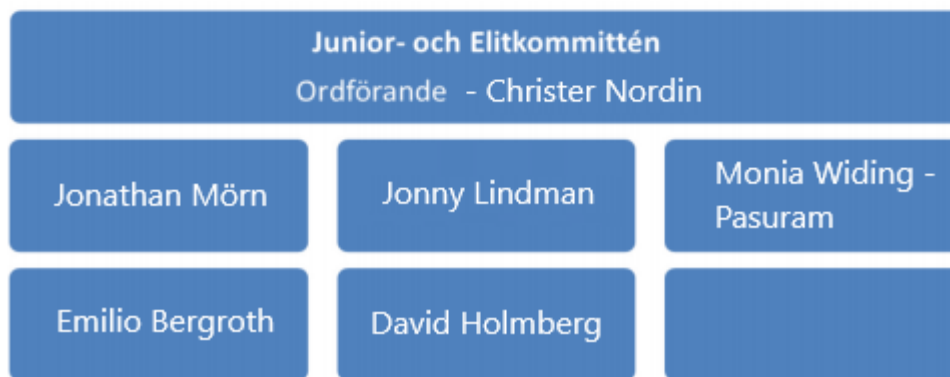 Junior- och Elitkommittén
Ordförande - Christer Nordin
Jonathan Mörn
Jonny Lindman
Monia Widing -
Pasuram
Emilio Bergroth
David Holmberg